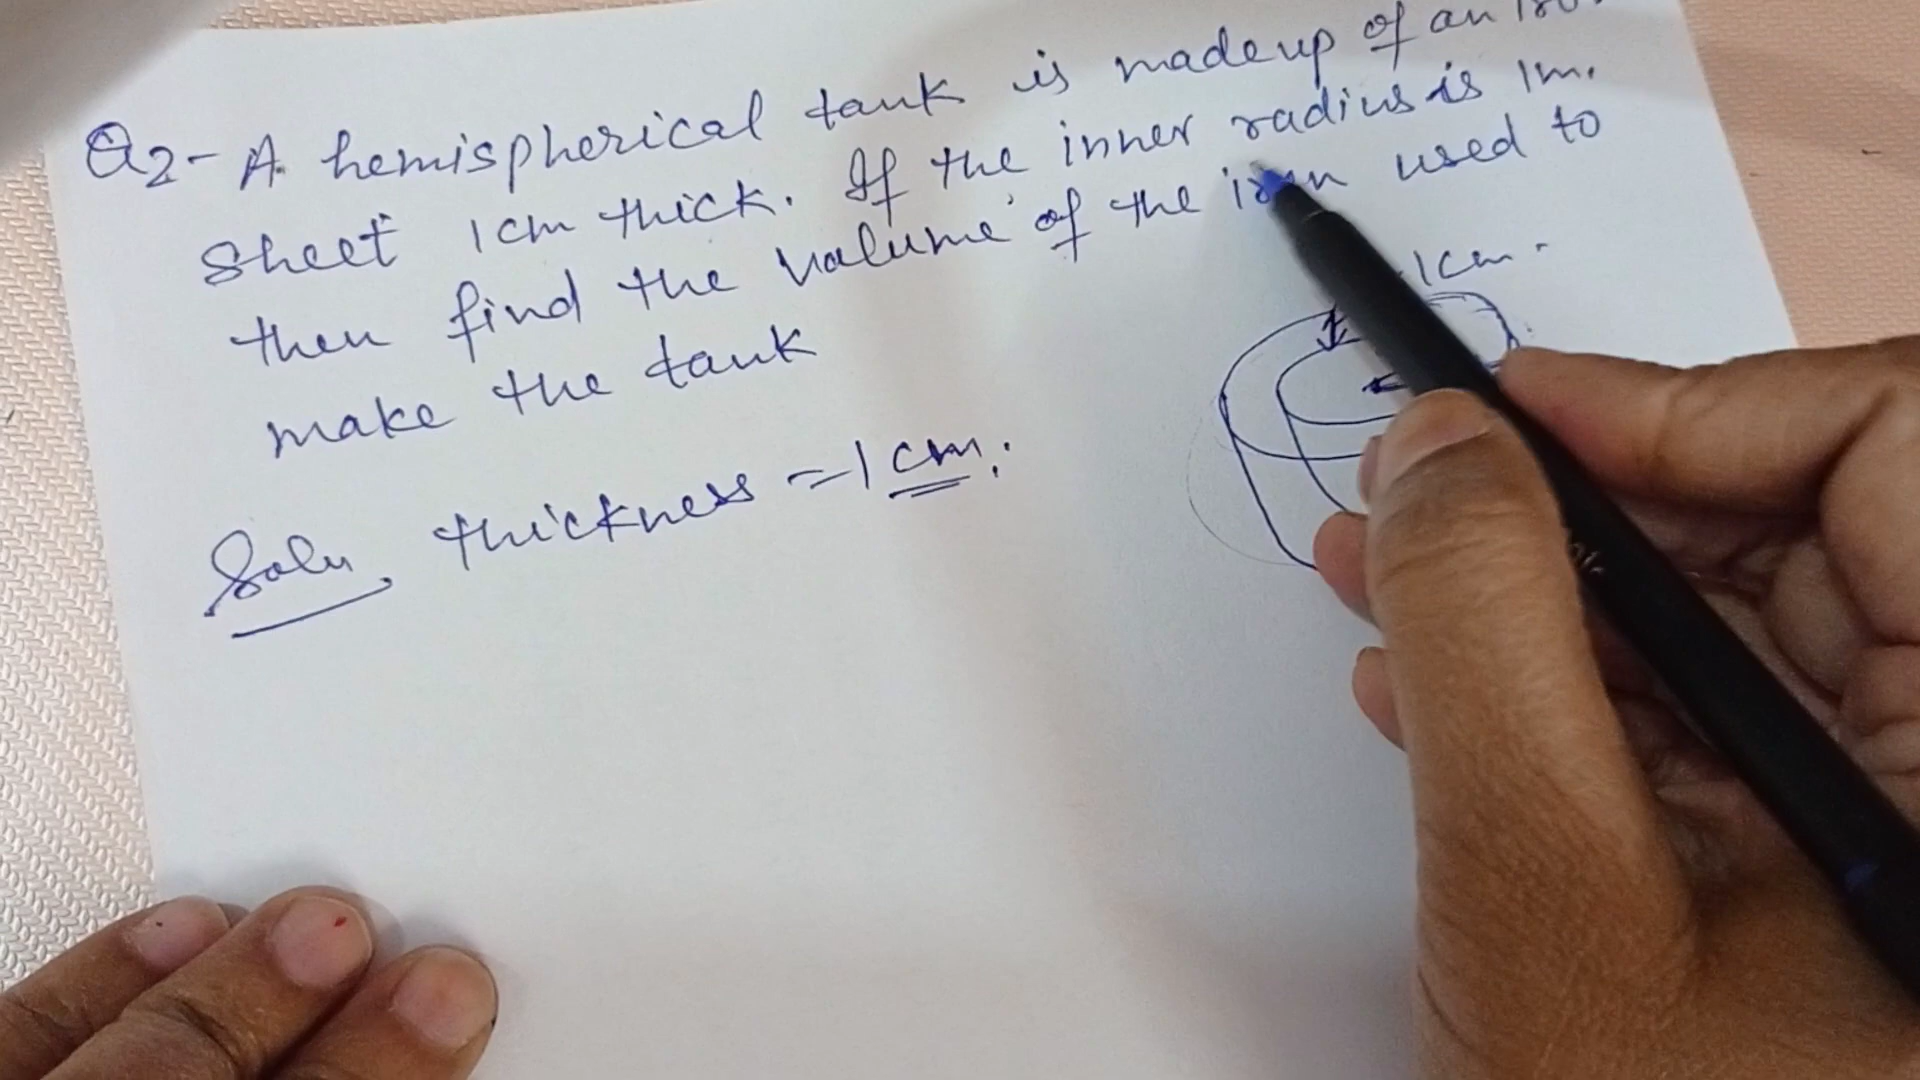 Q2- A hemispherical tank is madeup of an
sheet 1cm thick. If the inner radius is 1m.
then find the volume of the iron used to
make the tank
1cm.
Soln, thickness = 1cm.